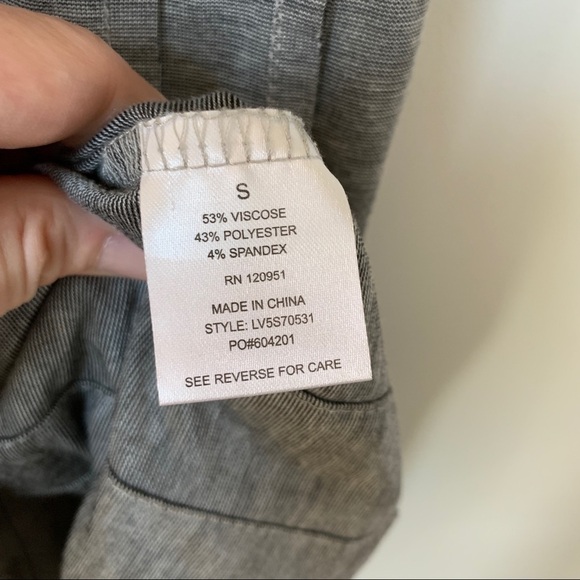 S
53% VISCOSE
43% POLYESTER
4% SPANDEX
RN 120951
MADE IN CHINA
STYLE: LV5S70531
PO#604201
SEE REVERSE FOR CARE